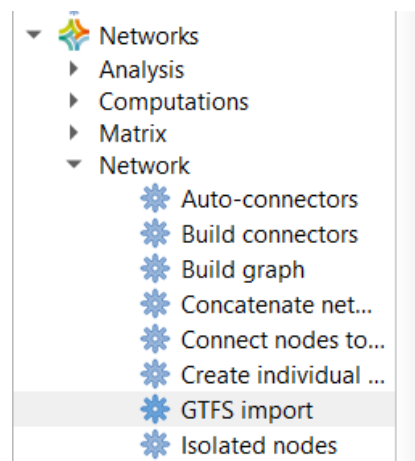 Networks
Analysis
Computations
Matrix
Network
Auto-connectors
Build connectors
Build graph
Concatenate net...
Connect nodes to...
Create individual ...
GTFS import
Isolated nodes